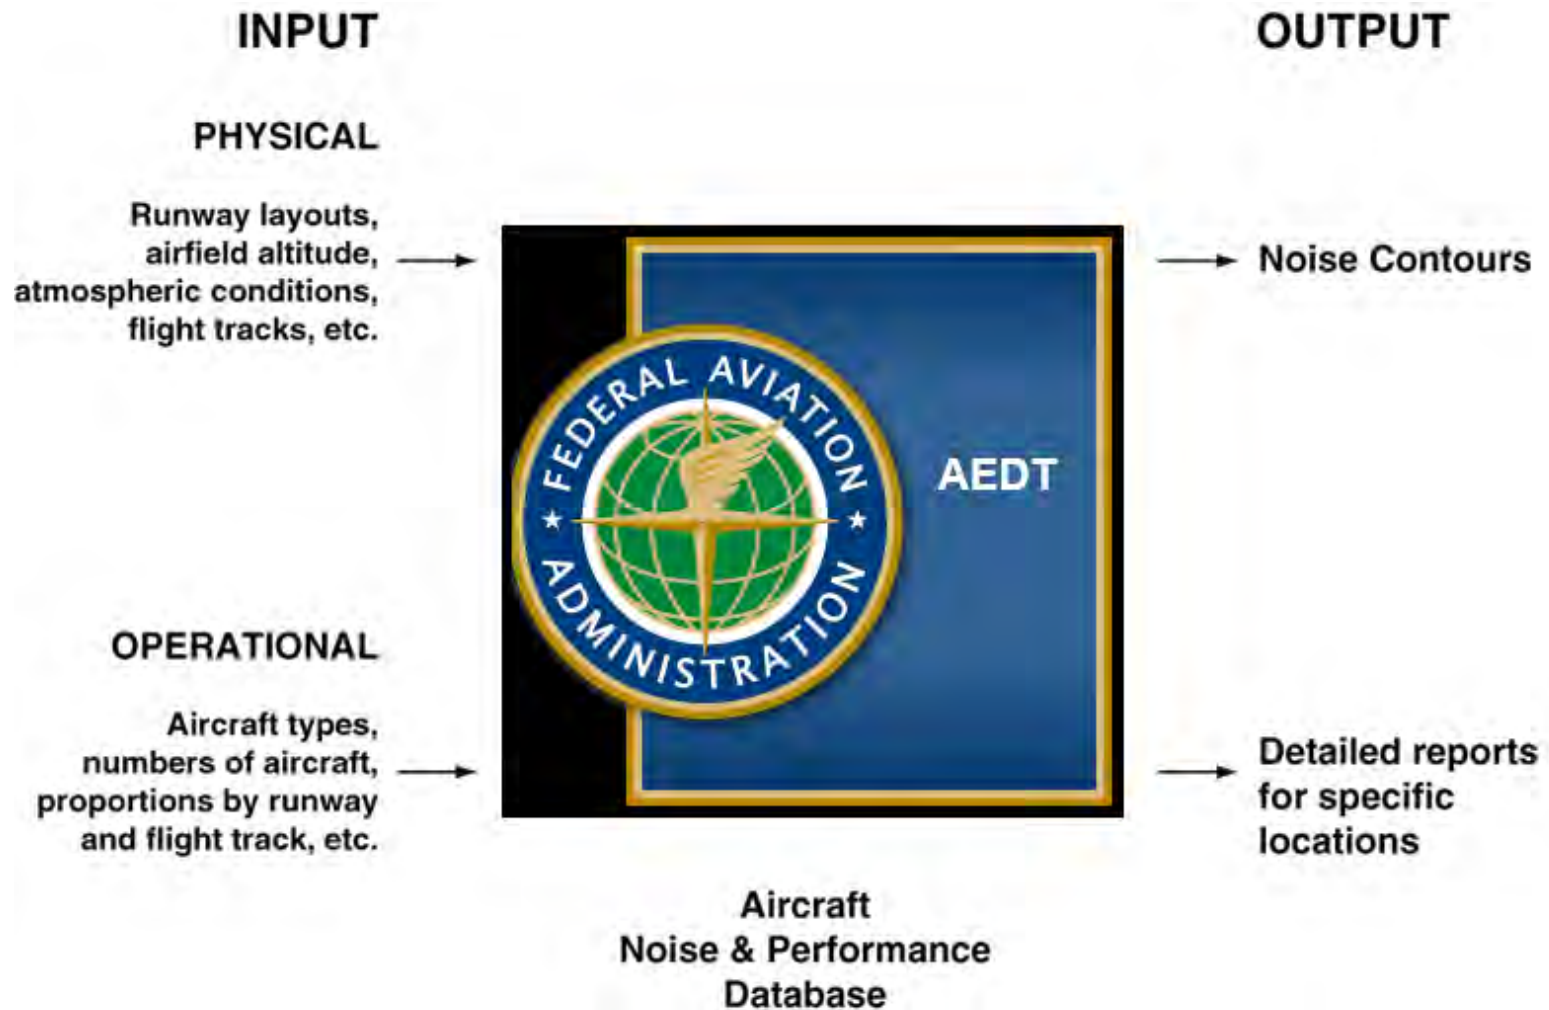 INPUT
OUTPUT
PHYSICAL
Runway layouts,
airfield altitude,
atmospheric conditions,
flight tracks, etc.
Noise Contours
FEDERAL AVIATION
ADMINISTRATION
AEDT
OPERATIONAL
Aircraft types,
numbers of aircraft,
proportions by runway
and flight track, etc.
Detailed reports
for specific
locations
Aircraft
Noise & Performance
Database